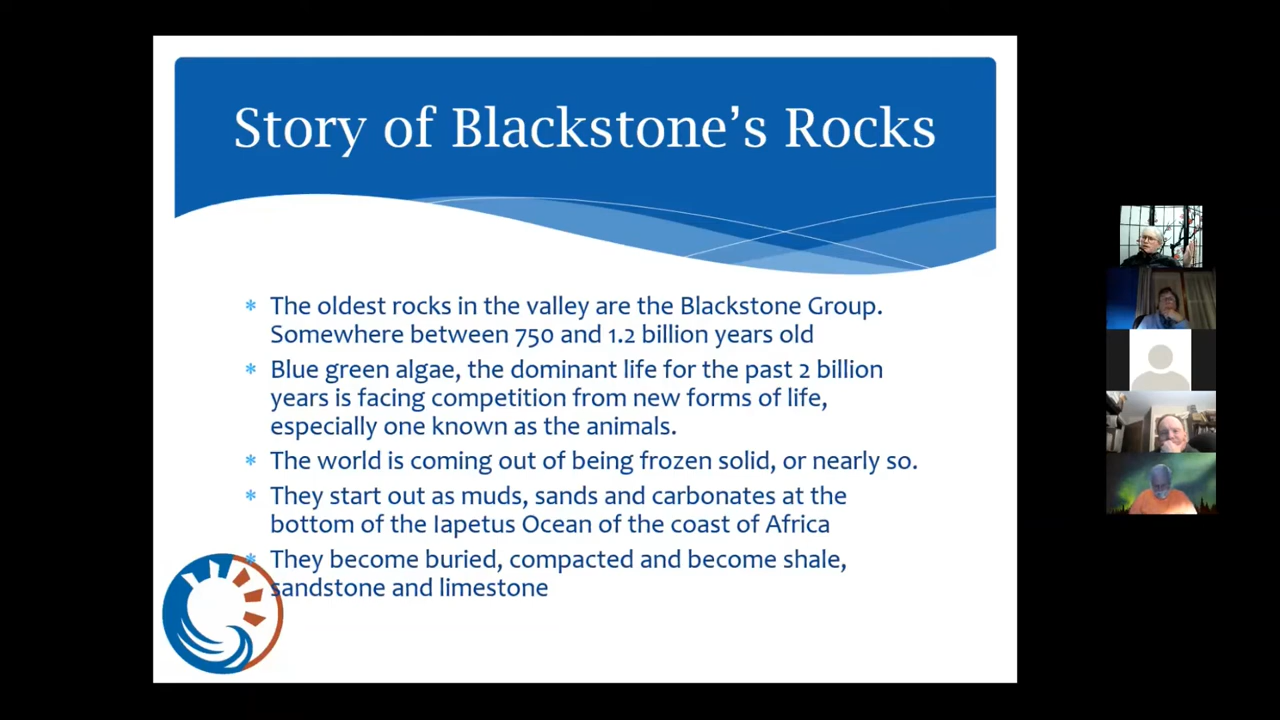 Story of Blackstone's Rocks
* The oldest rocks in the valley are the Blackstone Group.
Somewhere between 750 and 1.2 billion years old
* Blue green algae, the dominant life for the past 2 billion
years is facing competition from new forms of life,
especially one known as the animals.
* The world is coming out of being frozen solid, or nearly so.
* They start out as muds, sands and carbonates at the
bottom of the Iapetus Ocean of the coast of Africa
* They become buried, compacted and become shale,
sandstone and limestone